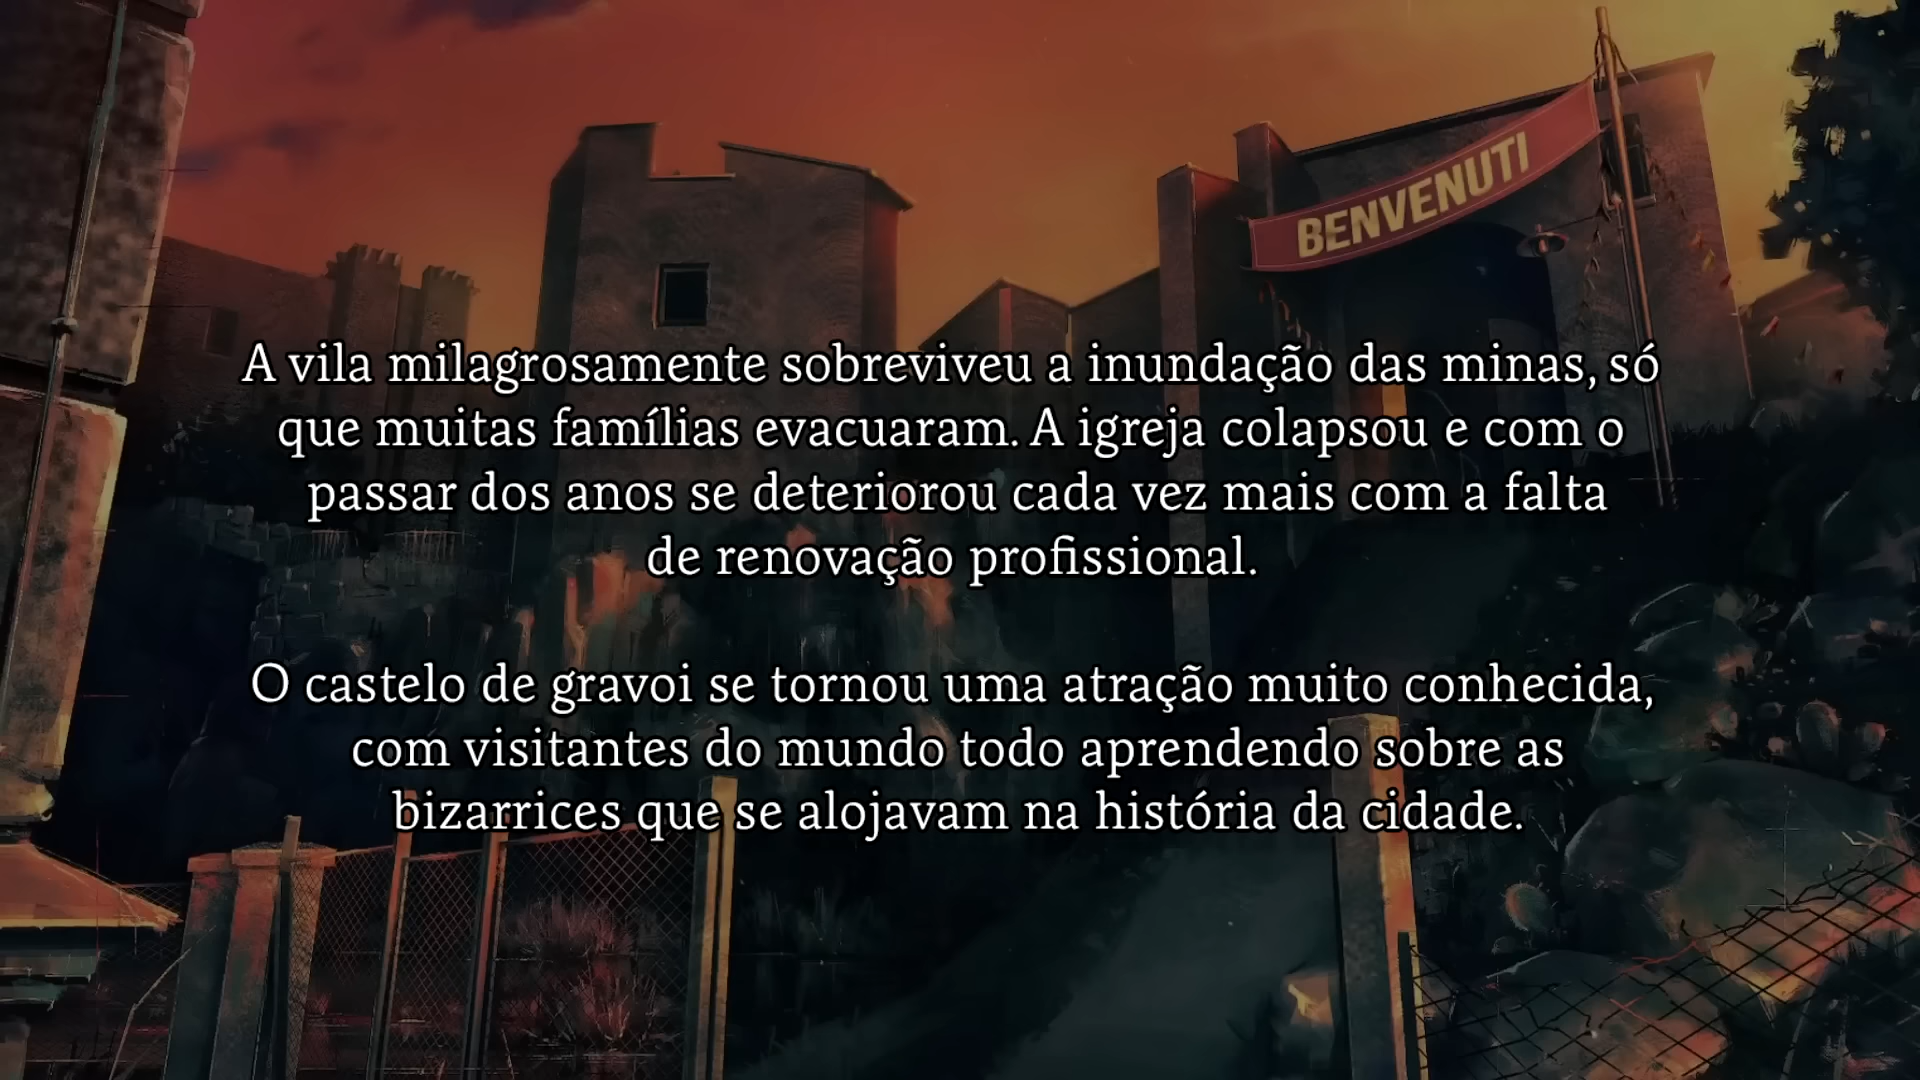 BENVENUTI
A vila milagrosamente sobreviveu a inundação das minas, só
que muitas famílias evacuaram. A igreja colapsou e com o
passar dos anos se deteriorou cada vez mais com a falta
de renovação profissional.
O castelo de gravoi se tornou uma atração muito conhecida,
com visitantes do mundo todo aprendendo sobre as
bizarrices que se alojavam na história da cidade.